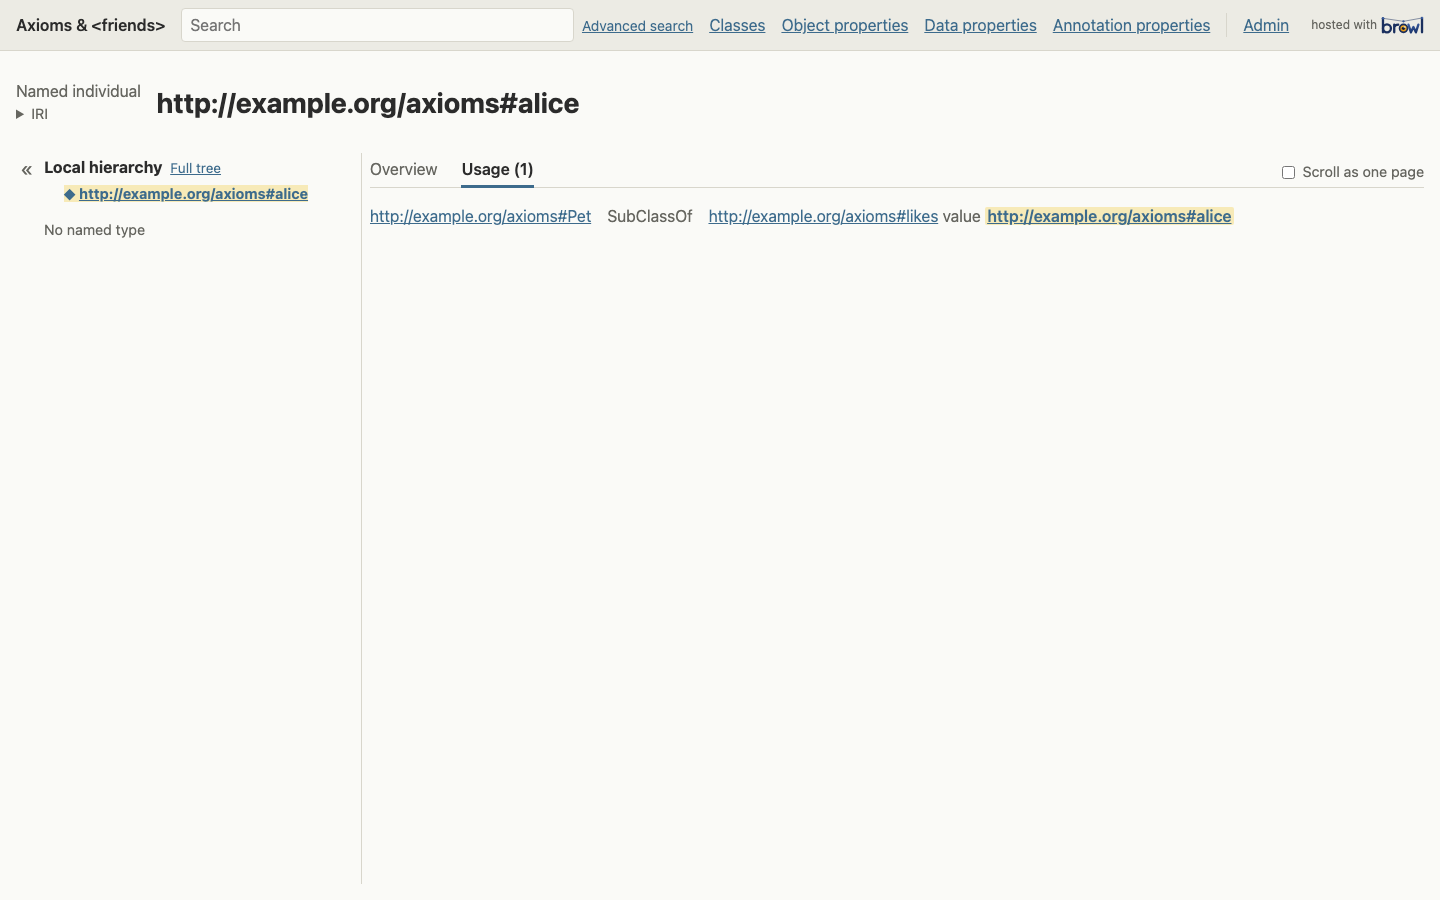 Axioms & <friends> Search Advanced search Classes Object properties Data properties Annotation properties Admin hosted with browl
Named individual
IRI
http://example.org/axioms#alice
« Local hierarchy Full tree
http://example.org/axioms#alice
No named type
Overview Usage (1) Scroll as one page
http://example.org/axioms#Pet SubClassOf http://example.org/axioms#likes value http://example.org/axioms#alice